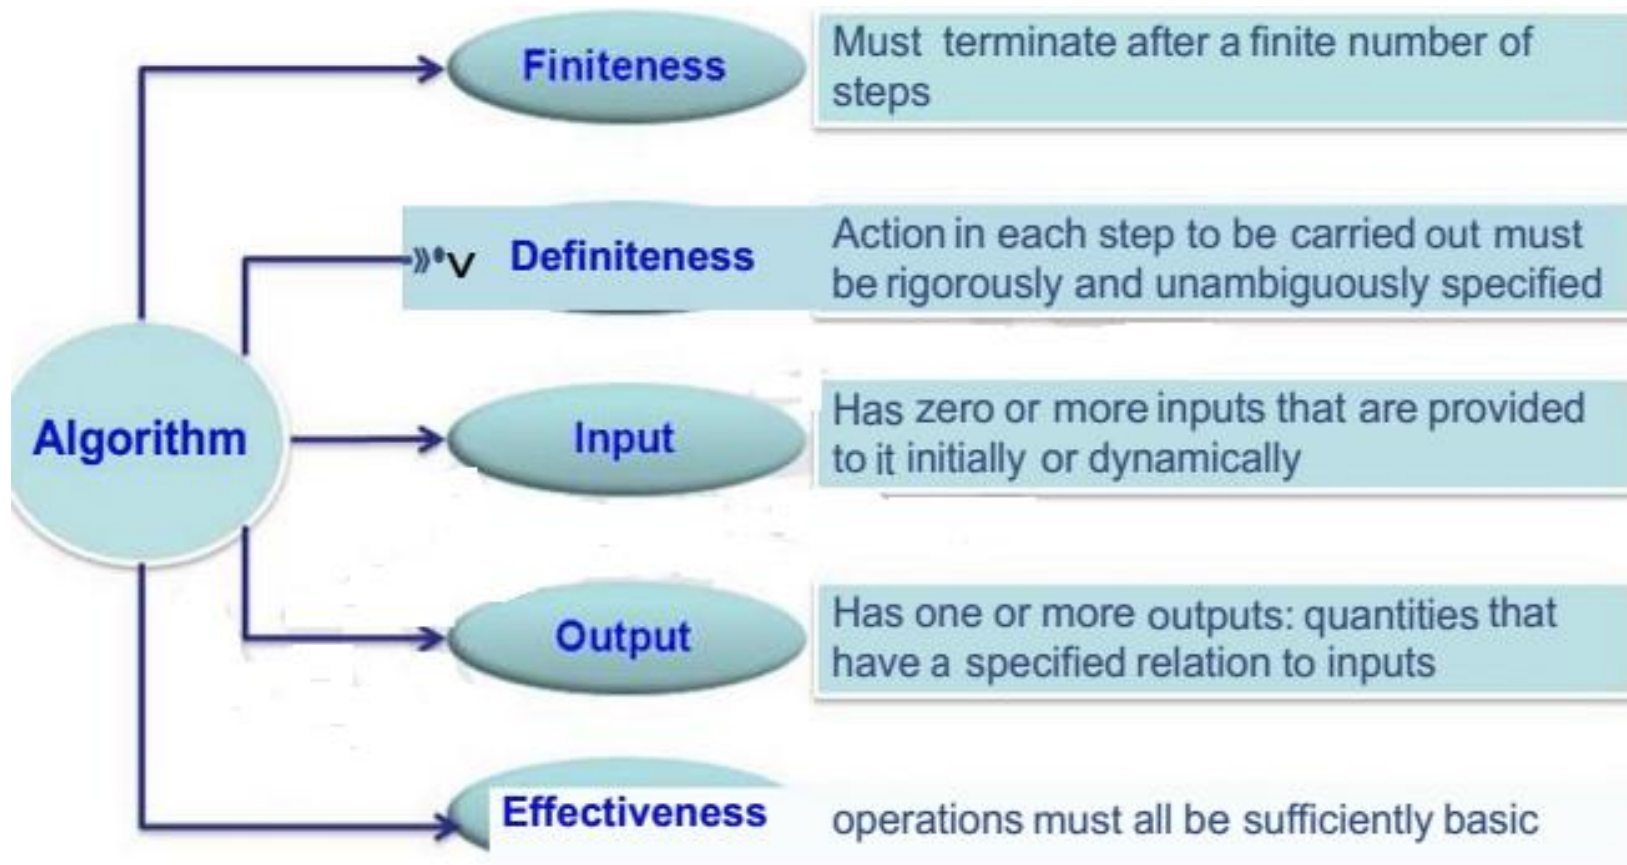 Finiteness
Must terminate after a finite number of
steps
Definiteness
Action in each step to be carried out must
be rigorously and unambiguously specified
Algorithm
Input
Has zero or more inputs that are provided
to it initially or dynamically
Output
Has one or more outputs: quantities that
have a specified relation to inputs
Effectiveness
operations must all be sufficiently basic